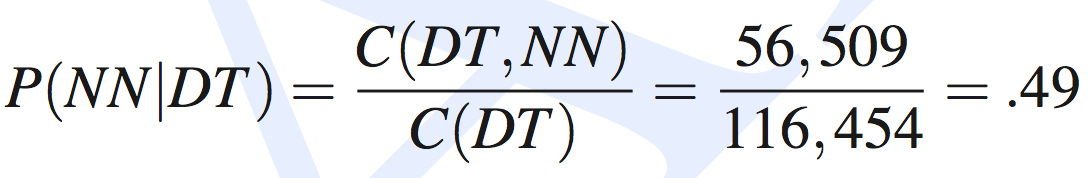 P(NN|DT) = C(DT,NN) / C(DT) = 56,509 / 116,454 = .49